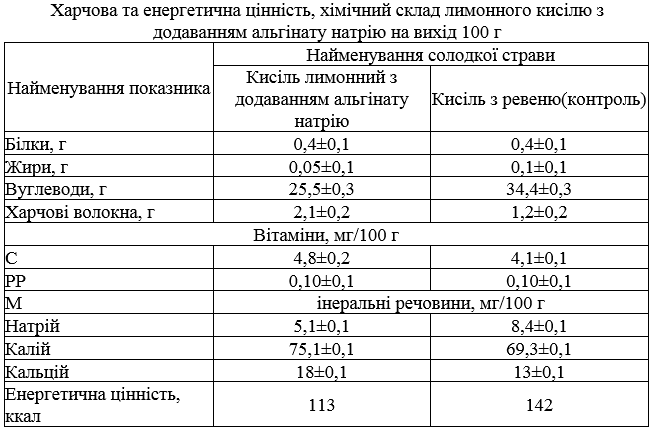 Харчова та енергетична цінність, хімічний склад лимонного кисілю з
додаванням альгінату натрію на вихід 100 г
Найменування показника
Найменування солодкої страви
Кисіль лимонний з
додаванням альгінату
натрію
Кисіль з ревеню(контроль)
Білки, г 0,4±0,1 0,4±0,1
Жири, г 0,05±0,1 0,1±0,1
Вуглеводи, г 25,5±0,3 34,4±0,3
Харчові волокна, г 2,1±0,2 1,2±0,2
Вітаміни, мг/100 г
С 4,8±0,2 4,1±0,1
РР 0,10±0,1 0,10±0,1
М інеральні речовини, мг/100 г
Натрій 5,1±0,1 8,4±0,1
Калій 75,1±0,1 69,3±0,1
Кальцій 18±0,1 13±0,1
Енергетична цінність,
ккал 113 142